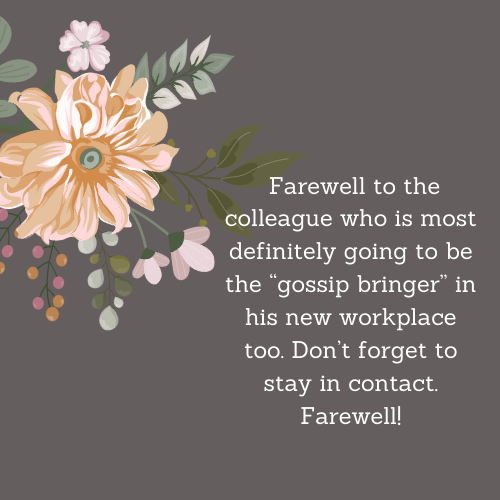 Farewell to the
colleague who is most
definitely going to be
the “gossip bringer” in
his new workplace
too. Don’t forget to
stay in contact.
Farewell!